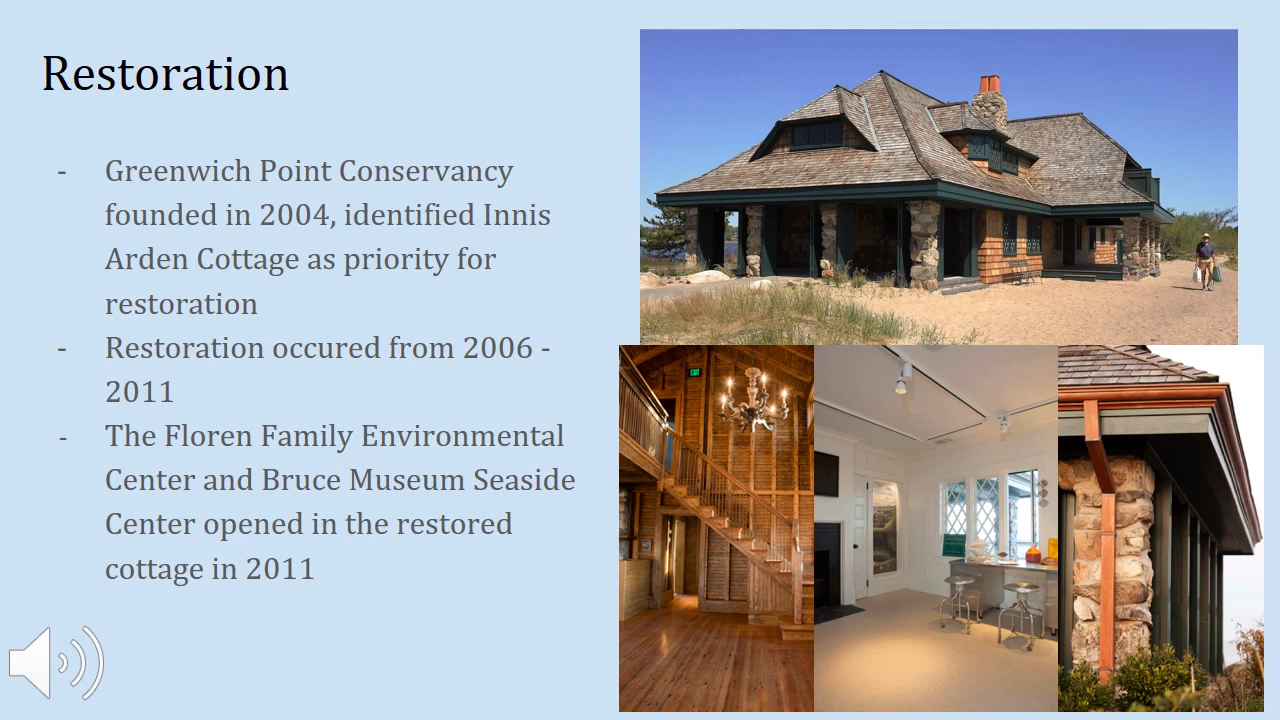 Restoration
- Greenwich Point Conservancy
founded in 2004, identified Innis
Arden Cottage as priority for
restoration
- Restoration occured from 2006 -
2011
- The Floren Family Environmental
Center and Bruce Museum Seaside
Center opened in the restored
cottage in 2011